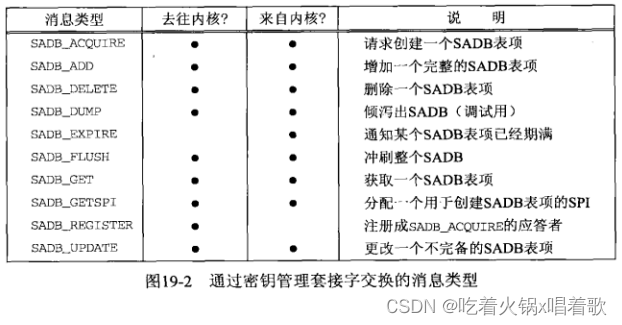 消息类型 去往内核? 来自内核? 说 明
SADB_ACQUIRE ● ● 请求创建一个SADB表项
SADB_ADD ● ● 增加一个完整的SADB表项
SADB_DELETE ● ● 删除一个SADB表项
SADB_DUMP ● ● 倾泻出SADB（调试用）
SADB_EXPIRE ● 通知某个SADB表项已经期满
SADB_FLUSH ● ● 冲刷整个SADB
SADB_GET ● ● 获取一个SADB表项
SADB_GETSPI ● ● 分配一个用于创建SADB表项的SPI
SADB_REGISTER ● 注册成SADB_ACQUIRE的应答者
SADB_UPDATE ● ● 更改一个不完备的SADB表项
图19-2 通过密钥管理套接字交换的消息类型
CSDN @吃着火锅x唱着歌